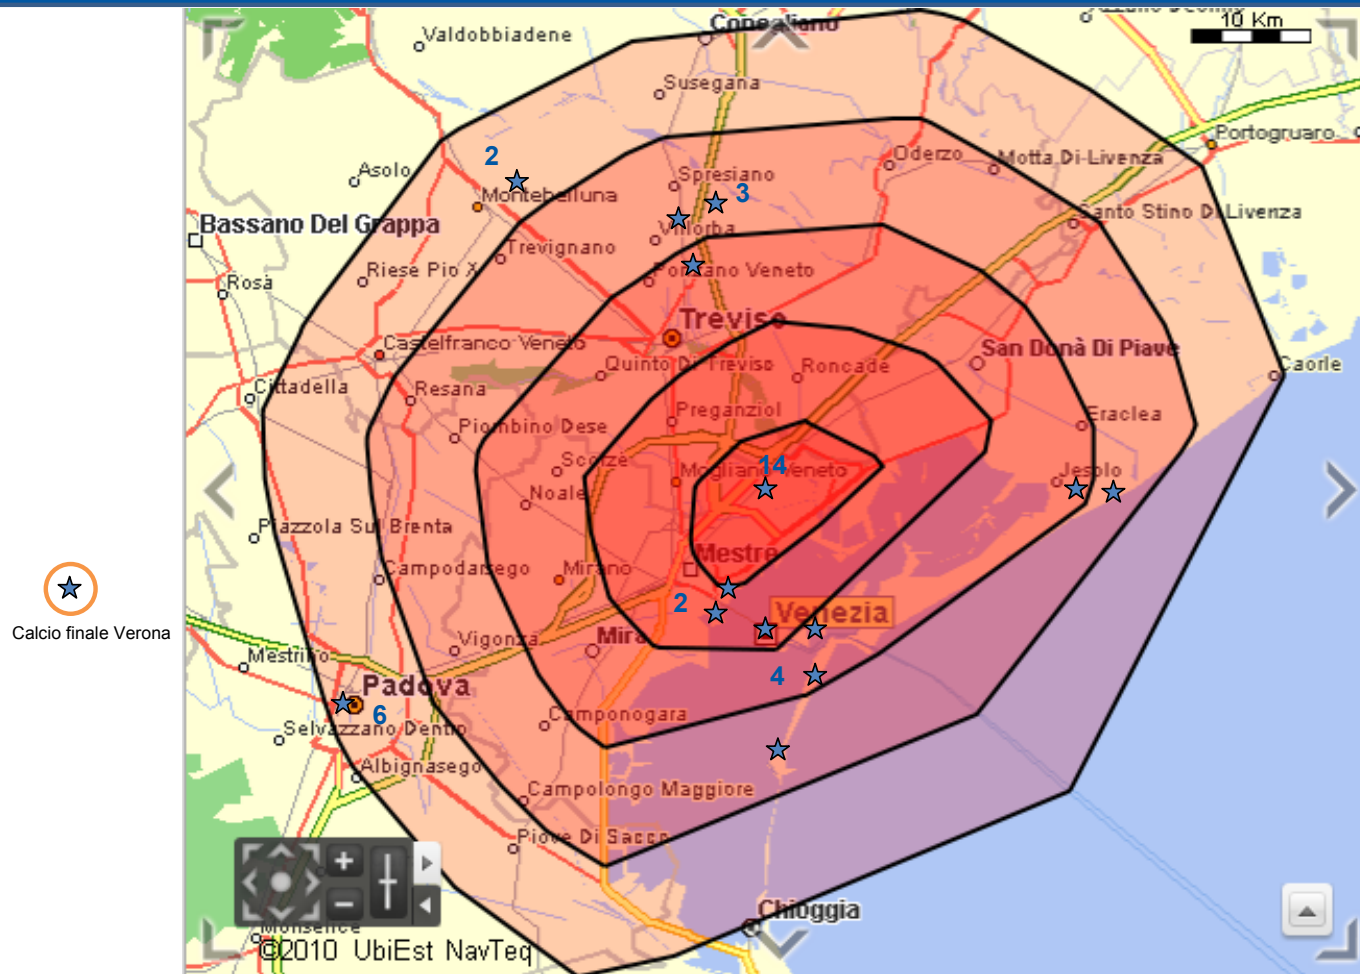 Conegliano
10 Km
Valdobbiadene
Susegana
Portogruaro
2
Asolo
Spresiano
Oderzo
Motta Di Livenza
Montebelluna
3
Bassano Del Grappa
Villorba
Santo Stino Di Livenza
Trevignano
Riese Pio X
Ponzano Veneto
Rosà
Treviso
Castelfranco Veneto
San Donà Di Piave
Quinto Di Treviso
Roncade
Caorle
Cittadella
Resana
Preganziol
Eraclea
Piombino Dese
Scorzè
14
Mogliano Veneto
Jesolo
Noale
Piazzola Sul Brenta
Mestre
Campodarsego
Mirano
2
Venezia
Calcio finale Verona
Vigonza
Mira
Mestrino
4
Padova
6
Camponogara
Selvazzano Dentro
Albignasego
Campolongo Maggiore
Piove Di Sacco
Chioggia
Monselice
©2010 UbiEst NavTeq